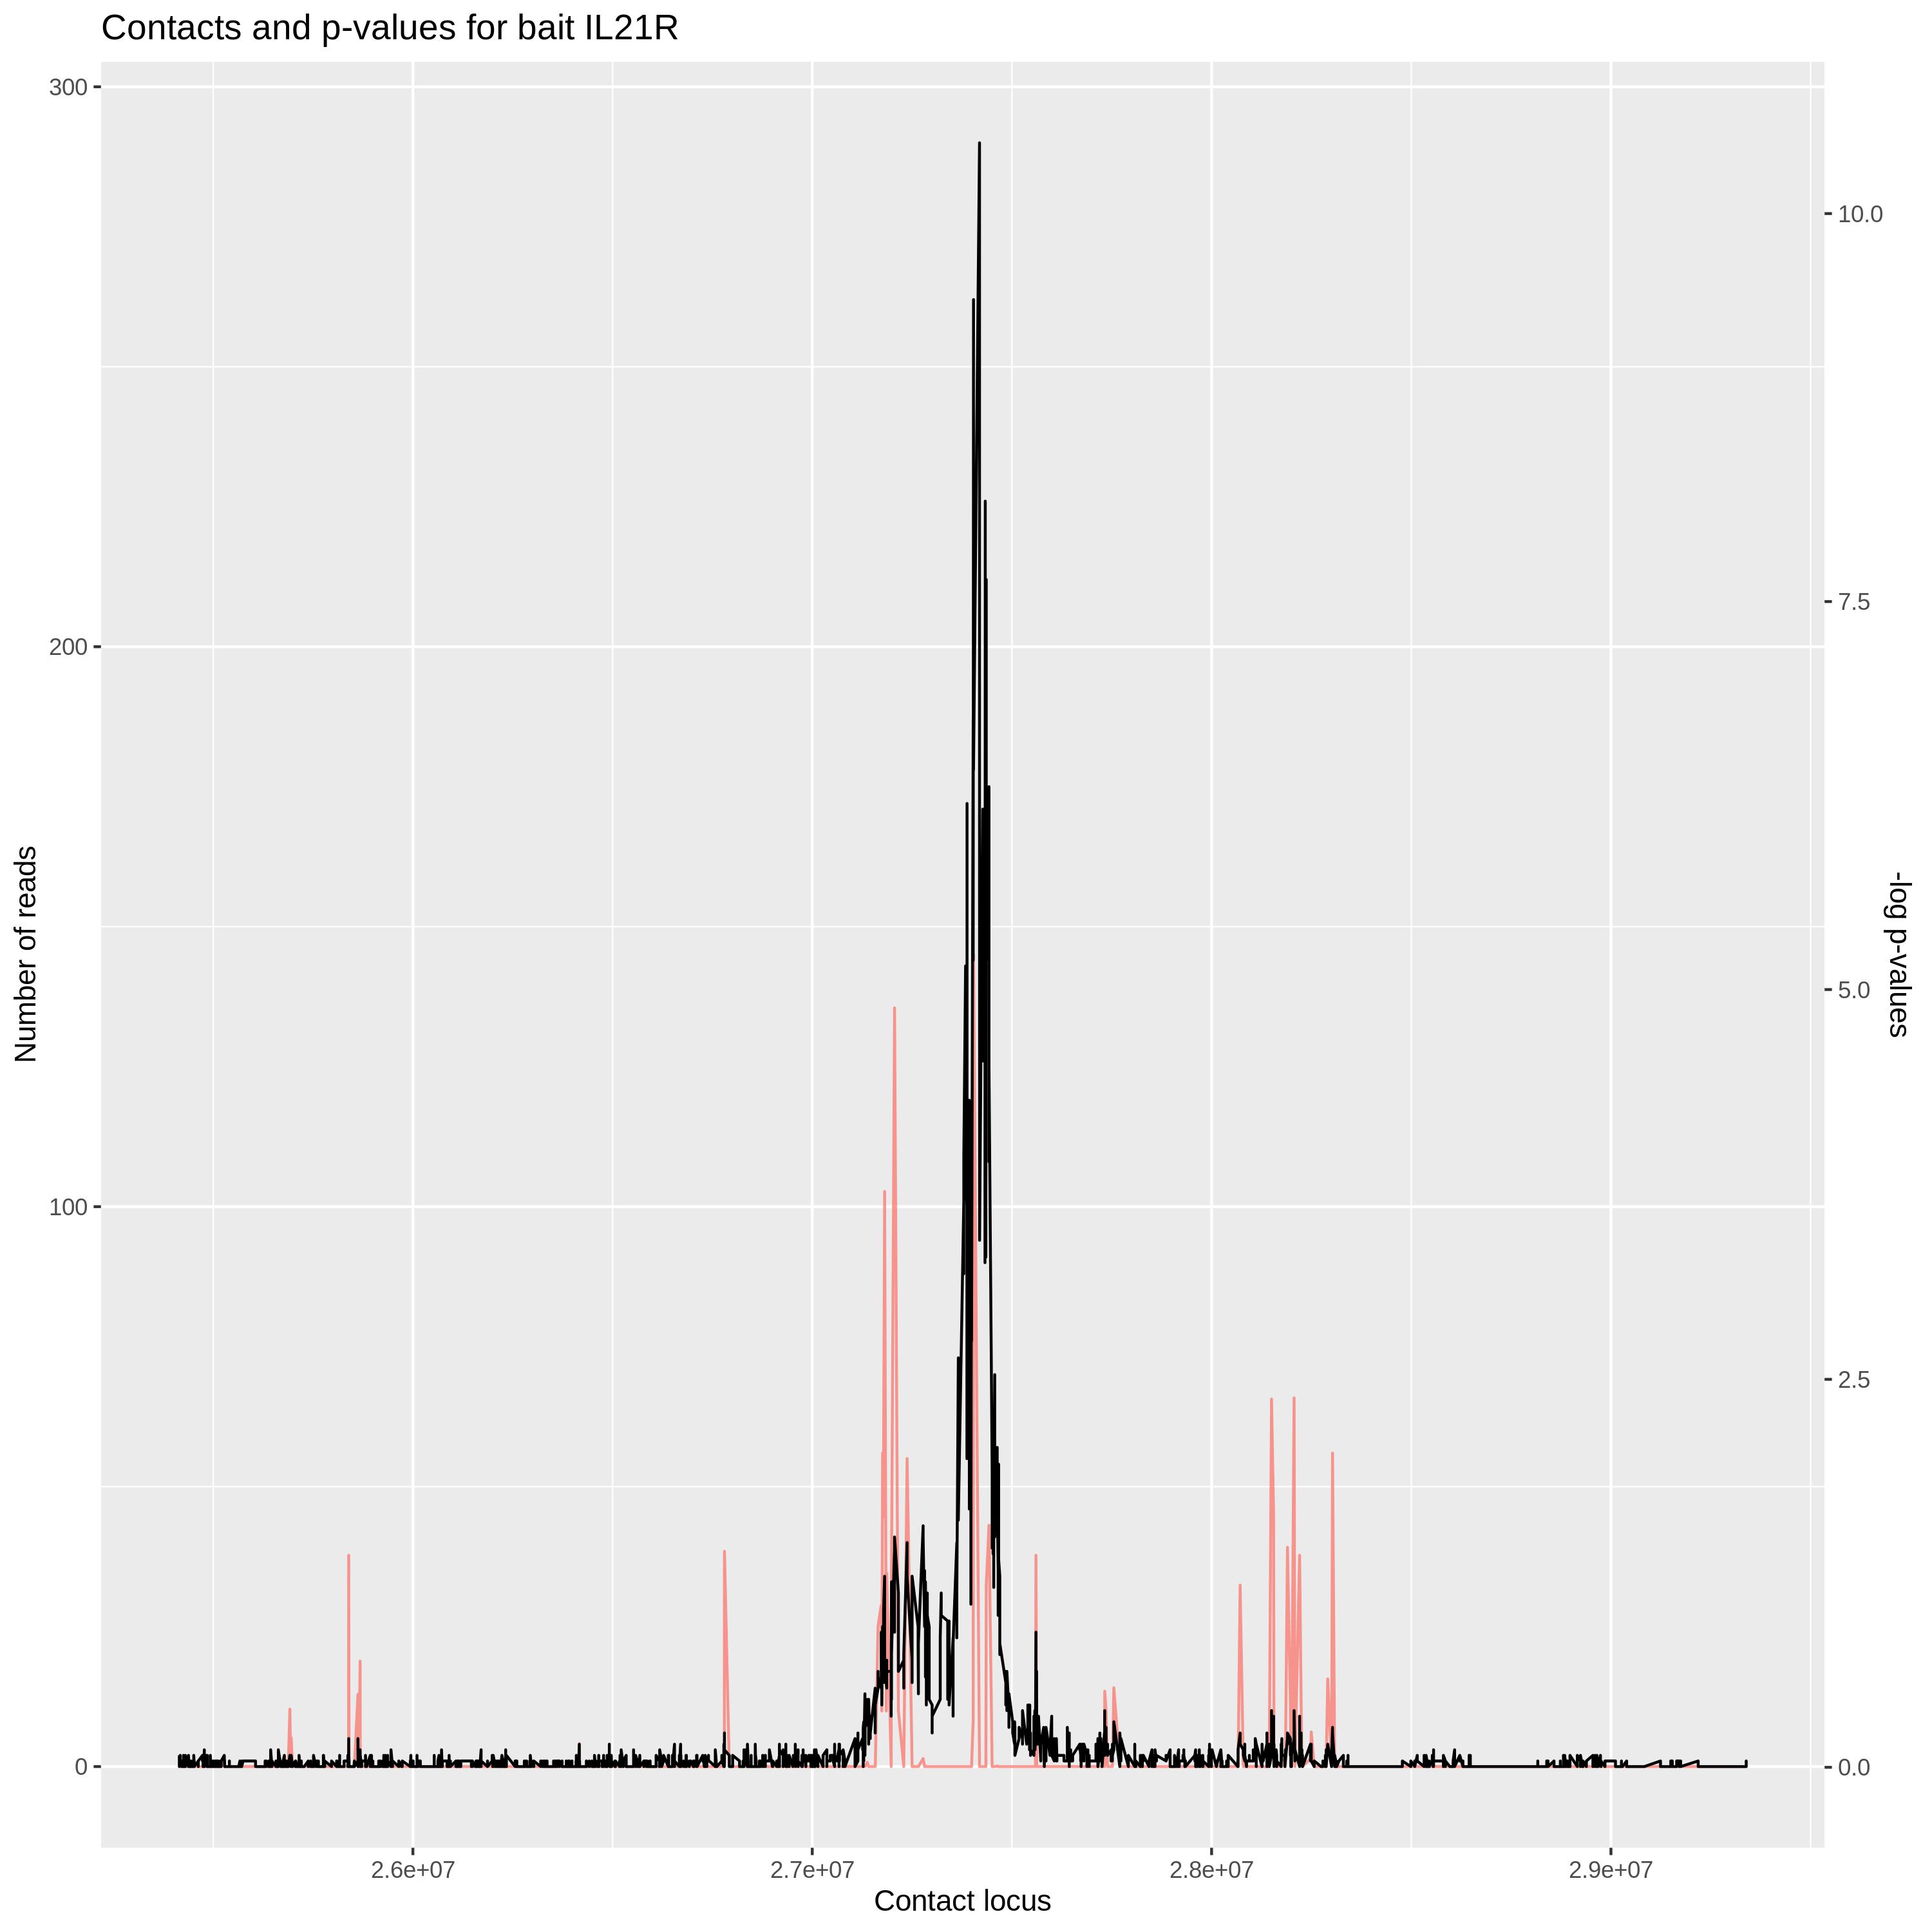 Contacts and p-values for bait IL21R
300
200
100
0
Number of reads
10.0
7.5
5.0
2.5
0.0
-log p-values
2.6e+07
2.7e+07
2.8e+07
2.9e+07
Contact locus